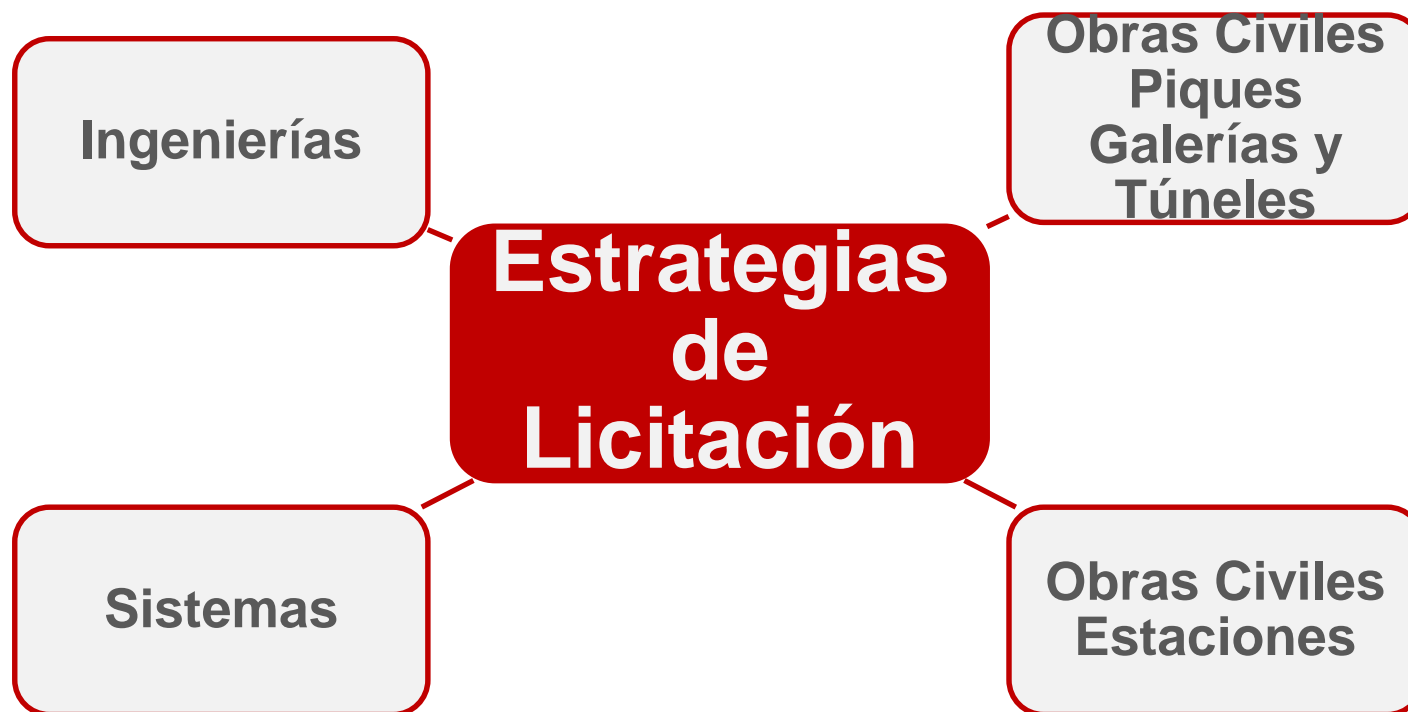 Ingenierías
Obras Civiles
Piques
Galerías y
Túneles
Estrategias
de
Licitación
Sistemas
Obras Civiles
Estaciones